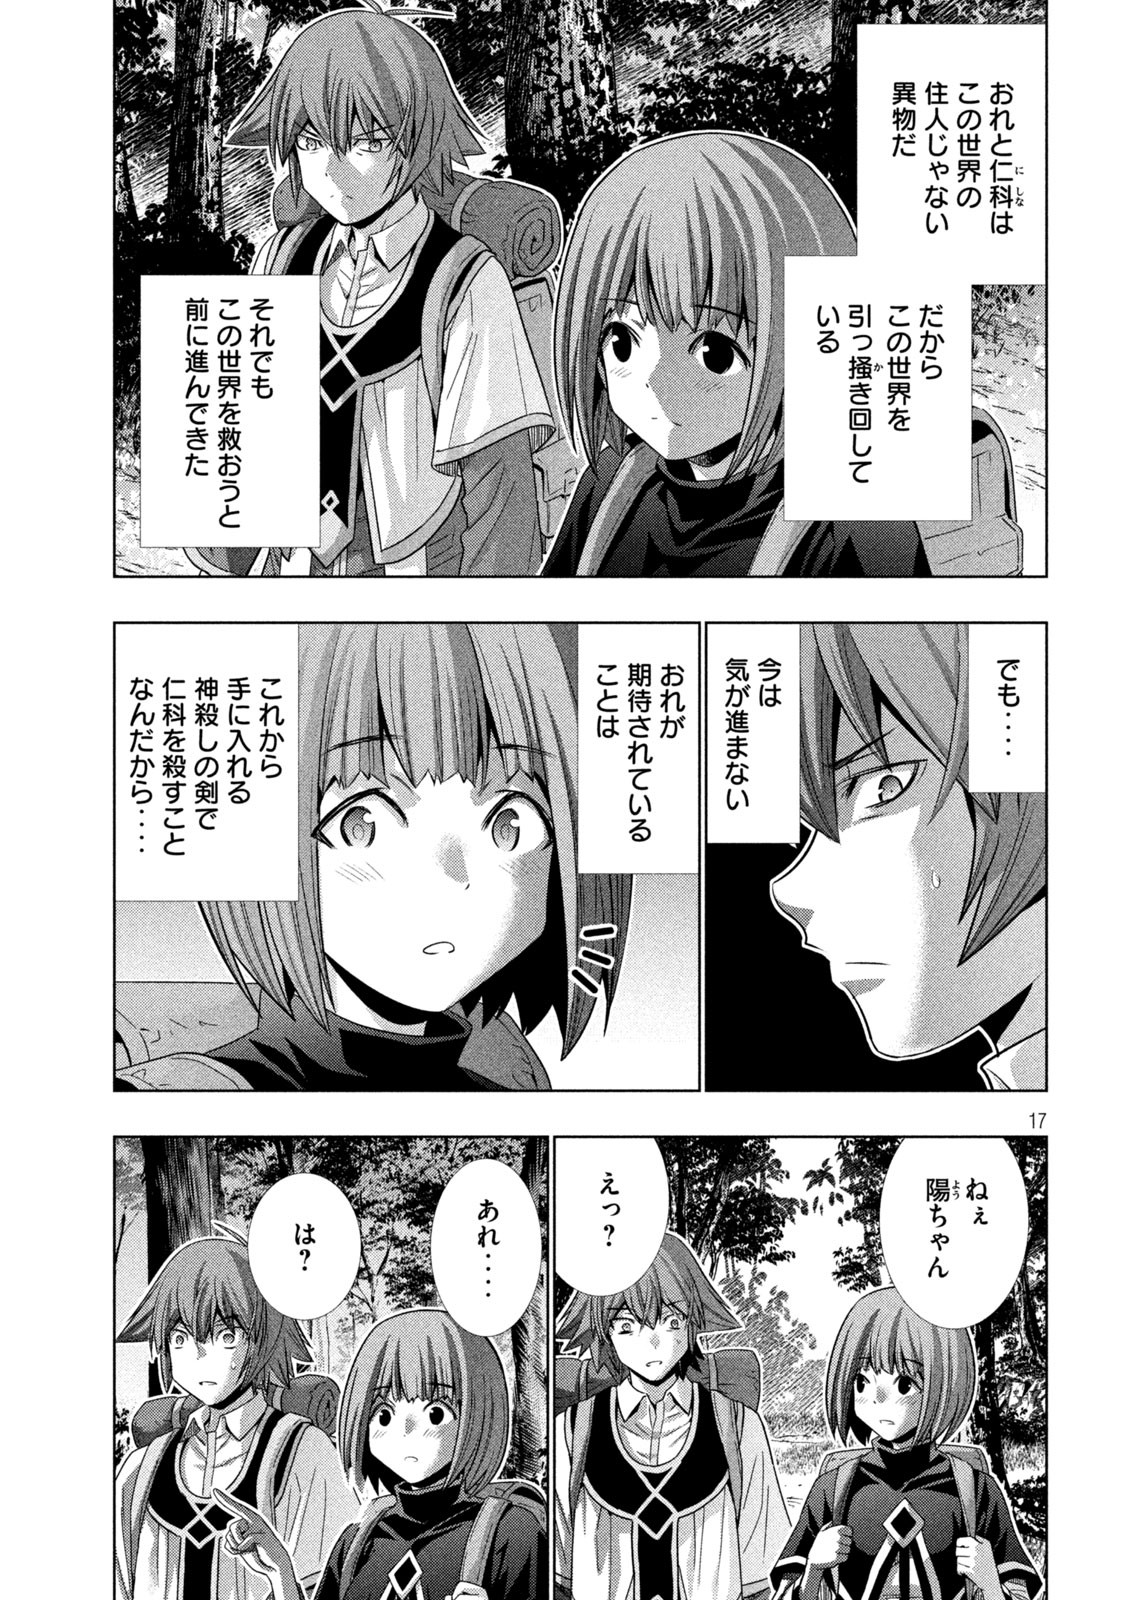 おれと仁科は
この世界の
住人じゃない
異物だ
だから
この世界を
引っ掻き回して
いる
それでも
この世界を救おうと
前に進んできた
でも‥‥
今は
気が進まない
おれが
期待されている
ことは
これから
手に入れる
神殺しの剣で
仁科を殺すこと
なんだから‥‥
17
ねぇ
陽ちゃん
えっ?
あれ‥‥
は?